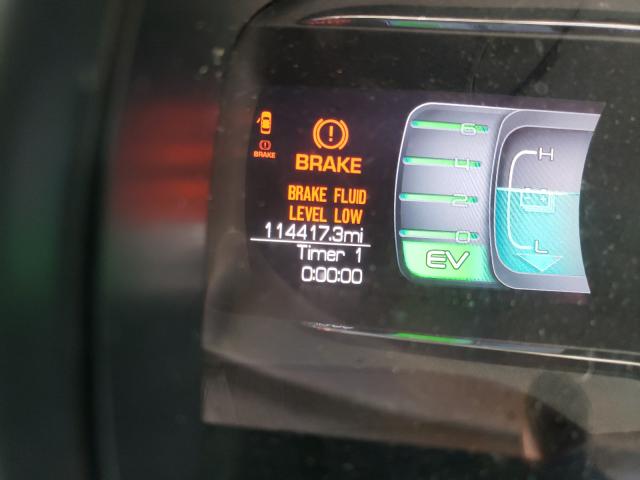 BRAKE
BRAKE
BRAKE FLUID
LEVEL LOW
114417.3mi
Timer 1
0:00:00
6
4
2
0
EV
H
L